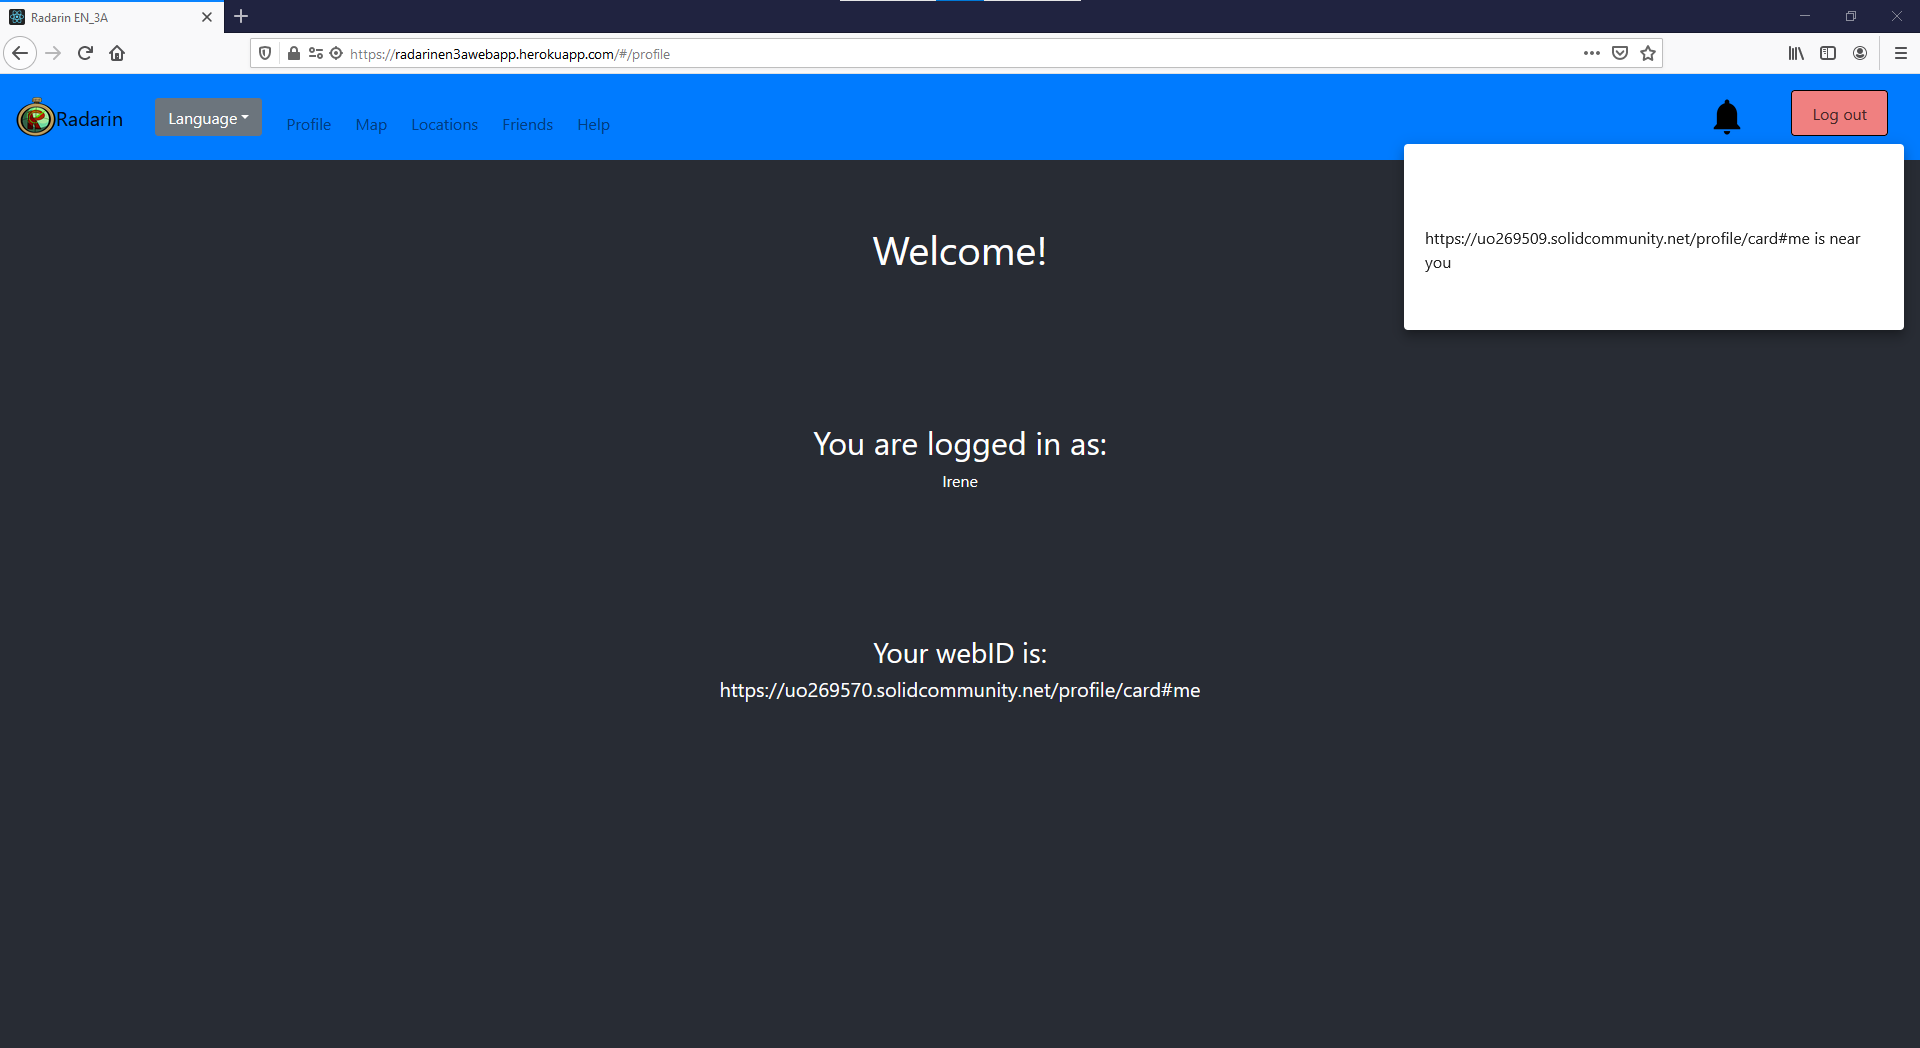 Radarin EN_3A
https://radarinen3awebapp.herokuapp.com/#/profile
Radarin
Language
Profile
Map
Locations
Friends
Help
Log out
https://uo269509.solidcommunity.net/profile/card#me is near
you
Welcome!
You are logged in as:
Irene
Your webID is:
https://uo269570.solidcommunity.net/profile/card#me